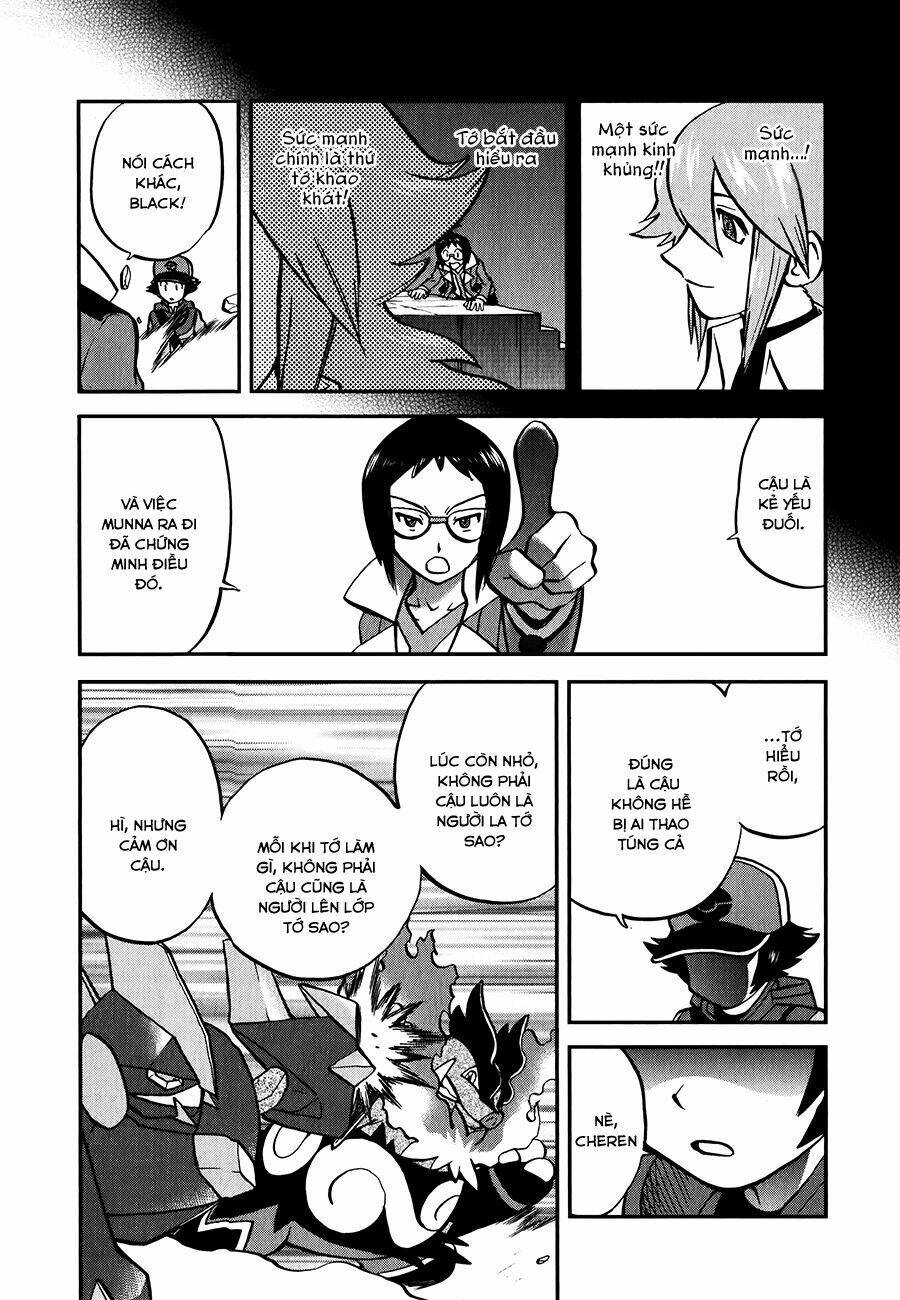 Sức
mạnh...!
Một sức
mạnh kinh
khủng!!
Tớ bắt đầu
hiểu ra
Sức mạnh
chính là thứ
tớ khao
khát!
NÓI CÁCH
KHÁC,
BLACK!
CẬU LÀ
KẺ YẾU
ĐUỐI.
VÀ VIỆC
MUNNA RA ĐI
ĐÃ CHỨNG
MINH ĐIỀU
ĐÓ.
...TỚ
HIỂU
RỒI,
ĐÚNG
LÀ CẬU
KHÔNG HỀ
BỊ AI THAO
TÚNG CẢ
NÈ,
CHEREN
LÚC CÒN NHỎ,
KHÔNG PHẢI
CẬU LUÔN LÀ
NGƯỜI LA TỚ
SAO?
MỖI KHI TỚ LÀM
GÌ, KHÔNG PHẢI
CẬU CŨNG LÀ
NGƯỜI LÊN LỚP
TỚ SAO?
HÌ, NHƯNG
CẢM ƠN
CẬU.